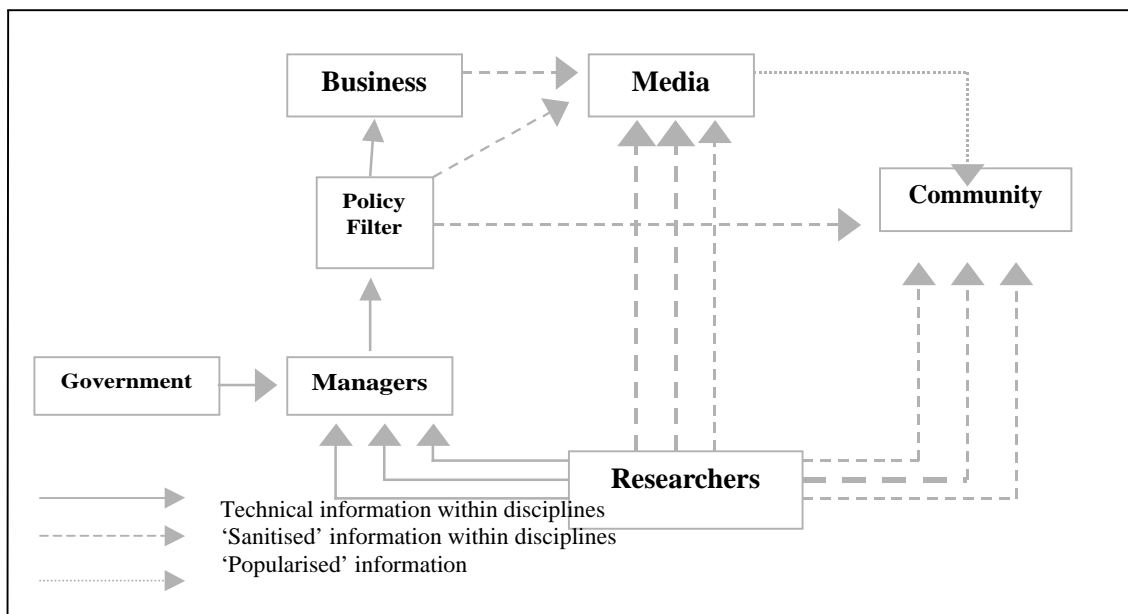 Business
Media
Community
Policy
Filter
Government
Managers
Researchers
Technical information within disciplines
‘Sanitised’ information within disciplines
‘Popularised’ information